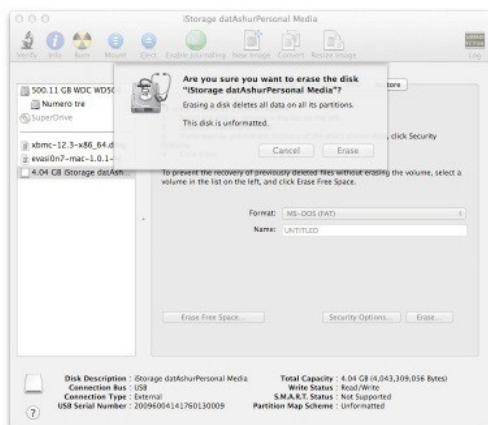 iStorage datAshurPersonal Media
Verify Info Burn Mount Eject Enable Journaling New Image Convert Resize Image Log
500.11 GB WDC WD50
Numero tre
SuperDrive
xbmc-12.3-x86_64.d
evasi0n7-mac-1.0.1-
4.04 GB iStorage datAsh...
Are you sure you want to erase the disk
"iStorage datAshurPersonal Media"?
Erasing a disk deletes all data on all its partitions.
This disk is unformatted.
Cancel Erase
store
click Security
To prevent the recovery of previously deleted files without erasing the volume, select a
volume in the list on the left, and click Erase Free Space.
Format: MS-DOS (FAT)
Name: UNTITLED
Erase Free Space... Security Options... Erase...
Disk Description : iStorage datAshurPersonal Media Total Capacity : 4.04 GB (4,043,309,056 Bytes)
Connection Bus : USB Write Status : Read/Write
Connection Type : External S.M.A.R.T. Status : Not Supported
USB Serial Number : 20096004141760130009 Partition Map Scheme : Unformatted
?